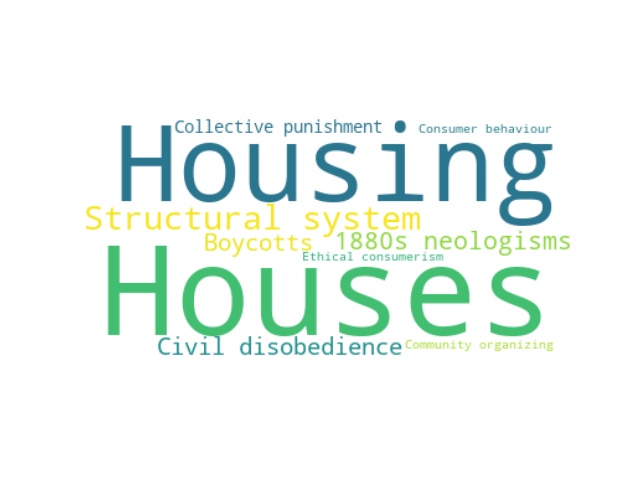 Collective punishment
Consumer behaviour
Housing
Structural system
Boycotts
1880s neologisms
Ethical consumerism
Houses
Civil disobedience
Community organizing